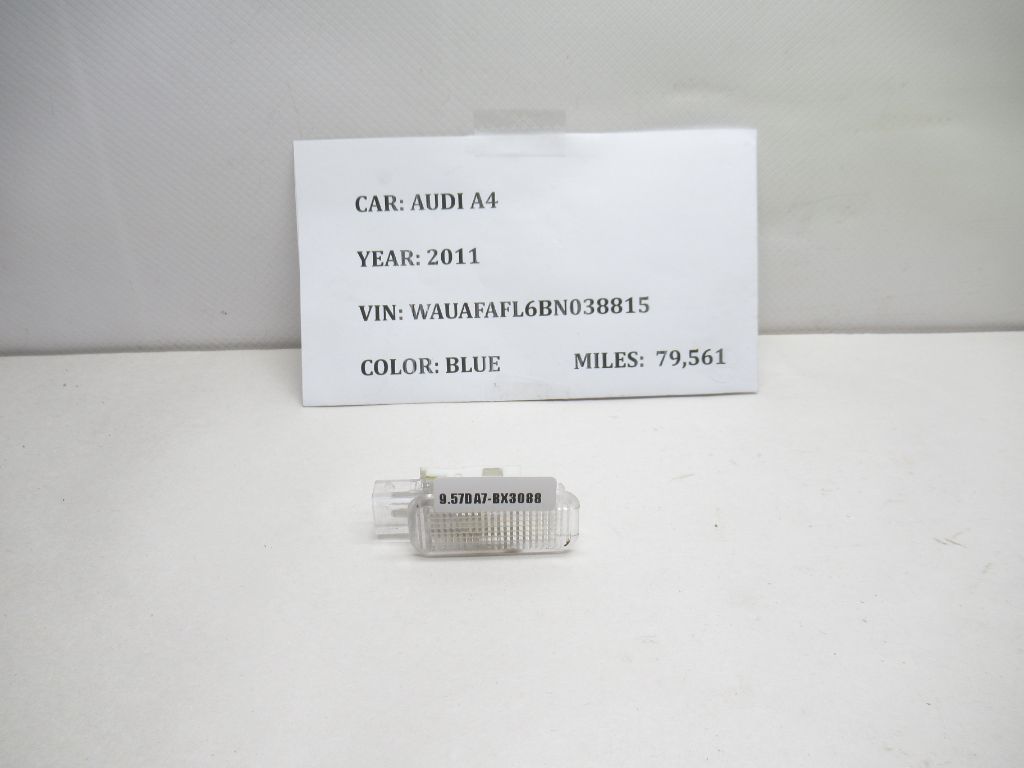 CAR: AUDI A4
YEAR: 2011
VIN: WAUAFAFL6BN038815
COLOR: BLUE MILES: 79,561
9.57DA7-BX3088